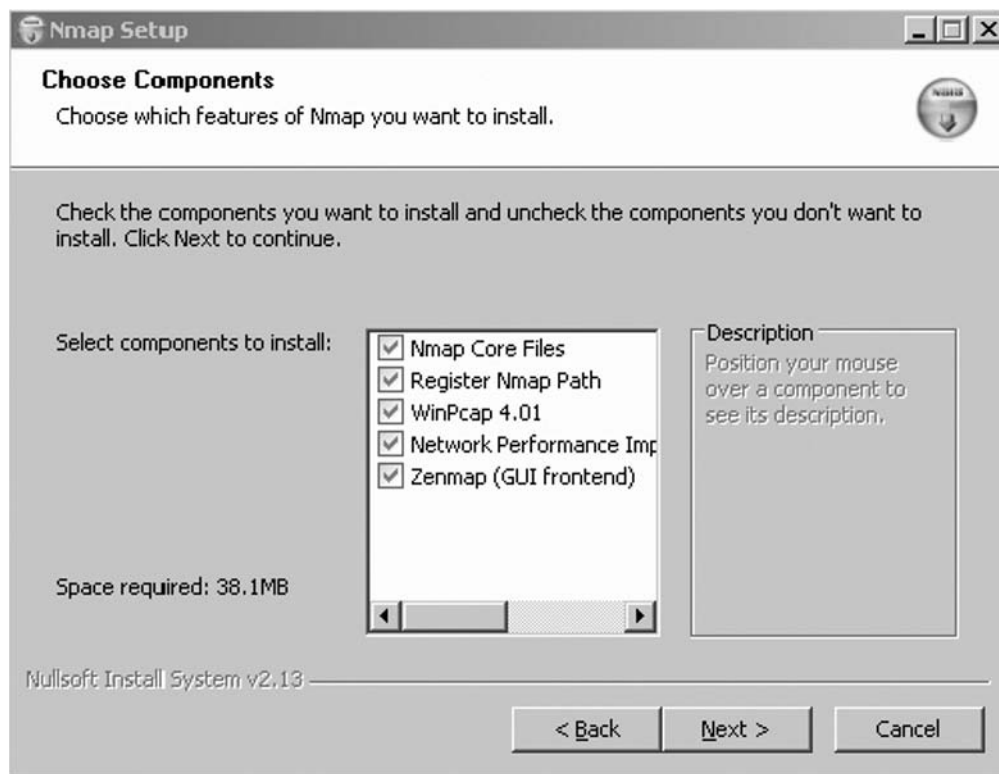 Nmap Setup
Choose Components
Choose which features of Nmap you want to install.
Check the components you want to install and uncheck the components you don't want to
install. Click Next to continue.
Select components to install:
Nmap Core Files
Register Nmap Path
WinPcap 4.01
Network Performance Imp
Zenmap (GUI frontend)
Description
Position your mouse
over a component to
see its description.
Space required: 38.1MB
Nullsoft Install System v2.13
< Back
Next >
Cancel